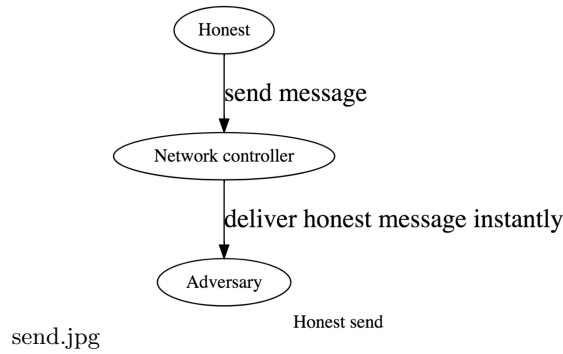 Honest
send message
Network controller
deliver honest message instantly
Adversary
Honest send
send.jpg